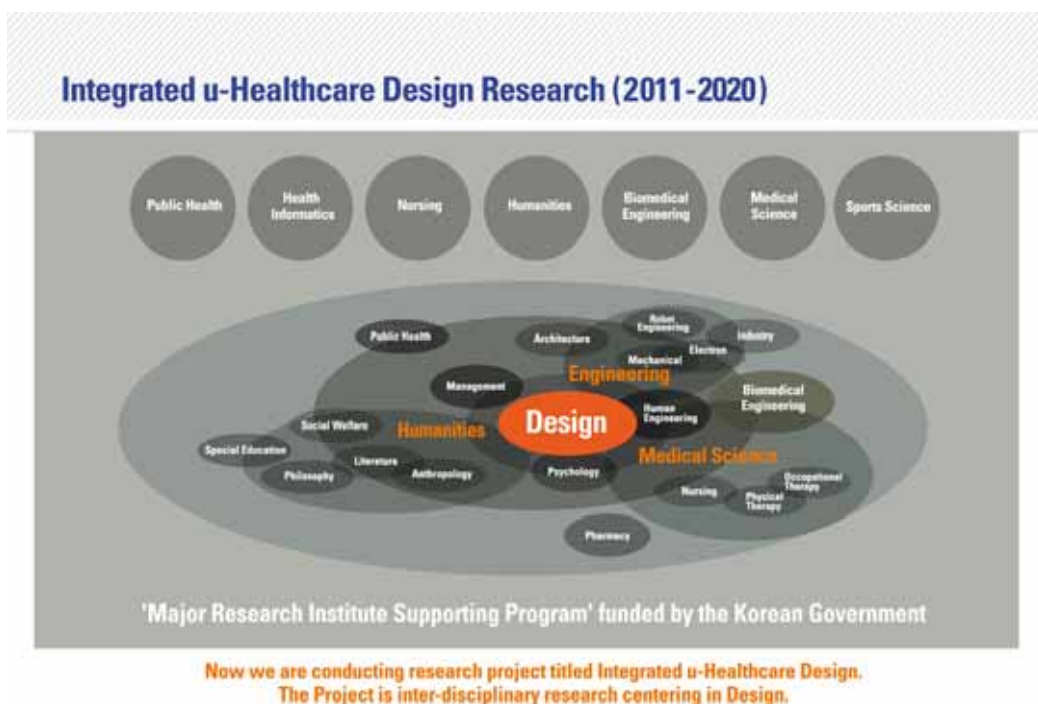 Integrated u-Healthcare Design Research (2011-2020)
Public Health
Health
Informatics
Nursing
Humanities
Biomedical
Engineering
Medical
Science
Sports Science
Public Health
Architecture
Robot
Engineering
Industry
Electron
Mechanical
Engineering
Management
Biomedical
Engineering
Design
Human
Engineering
Social Welfare
Humanities
Special Education
Literature
Medical Science
Philosophy
Anthropology
Psychology
Nursing
Occupational
Therapy
Physical
Therapy
Pharmacy
'Major Research Institute Supporting Program' funded by the Korean Government
Now we are conducting research project titled Integrated u-Healthcare Design.
The Project is inter-disciplinary research centering in Design.